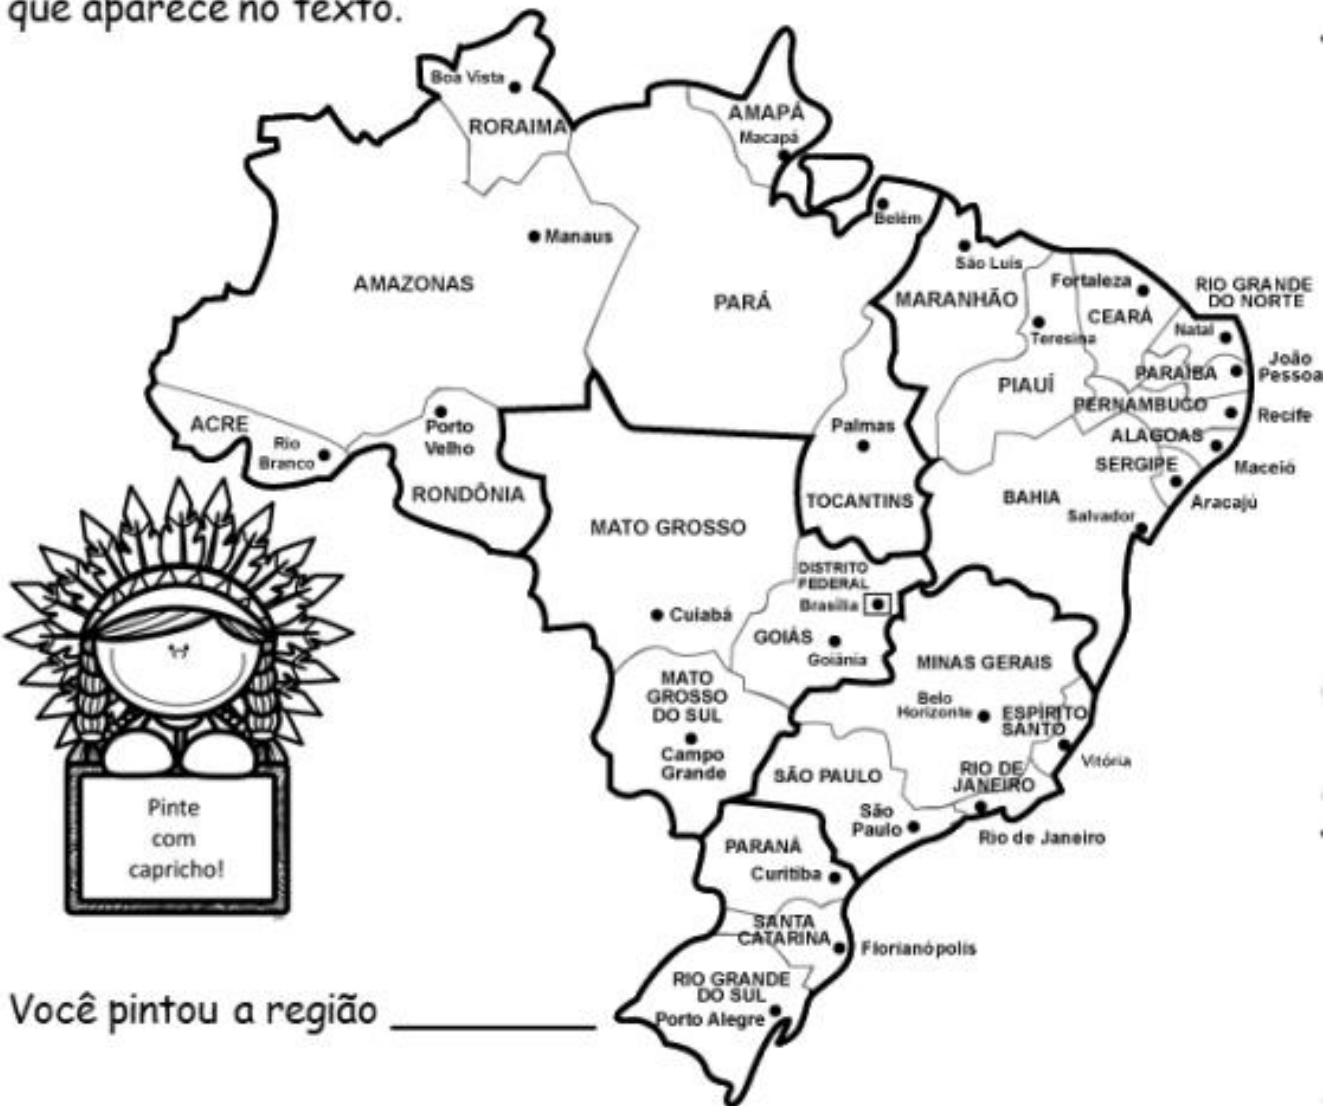 que aparece no texto.
Boa Vista
RORAIMA
AMAPÁ
Macapá
Belém
Manaus
AMAZONAS
PARÁ
São Luís
MARANHÃO
Fortaleza
CEARÁ
RIO GRANDE
DO NORTE
Natal
Teresina
PIAUÍ
PARAÍBA
João
Pessoa
PERNAMBUCO
Recife
ALAGOAS
Maceió
SERGIPE
Aracajú
BAHIA
Salvador
ACRE
Rio
Branco
Porto
Velho
RONDÔNIA
Palmas
TOCANTINS
MATO GROSSO
Cuiabá
DISTRITO
FEDERAL
Brasília
GOIÁS
Goiânia
MINAS GERAIS
Belo
Horizonte
ESPÍRITO
SANTO
Vitória
MATO
GROSSO
DO SUL
Campo
Grande
SÃO PAULO
São
Paulo
RIO DE
JANEIRO
Rio de Janeiro
PARANÁ
Curitiba
SANTA
CATARINA
Florianópolis
RIO GRANDE
DO SUL
Porto Alegre
Pinte
com
capricho!
Você pintou a região __________